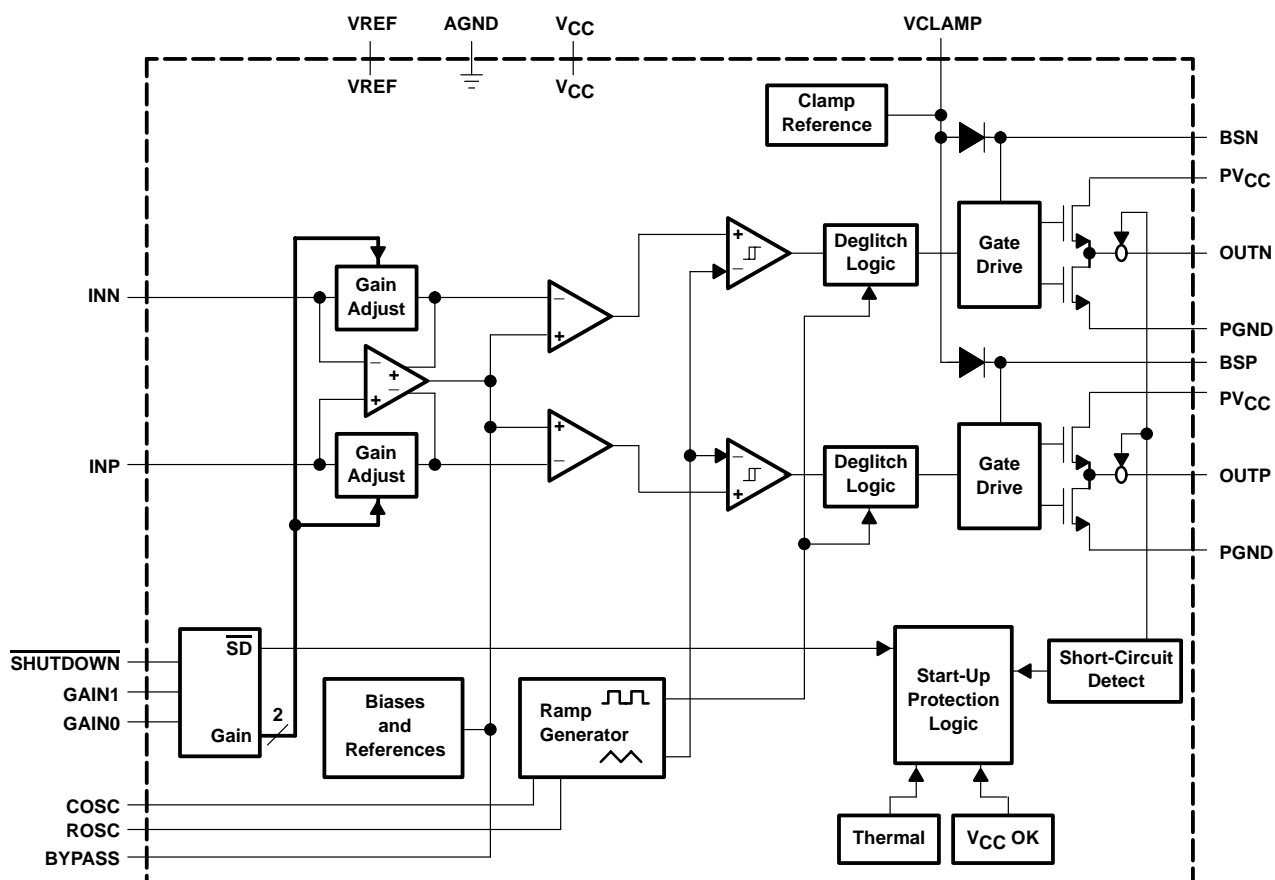 VREF
AGND
VCC
VCLAMP
VREF
VCC
Clamp
Reference
BSN
PVCC
+
−
Deglitch
Logic
Gate
Drive
OUTN
INN
Gain
Adjust
−
+
PGND
BSP
−
+
−
+
PVCC
INP
Gain
Adjust
+
−
−
+
Deglitch
Logic
Gate
Drive
OUTP
PGND
SHUTDOWN
GAIN1
GAIN0
SD
Gain
2
Biases
and
References
Ramp
Generator
Start-Up
Protection
Logic
Short-Circuit
Detect
COSC
ROSC
BYPASS
Thermal
VCC OK